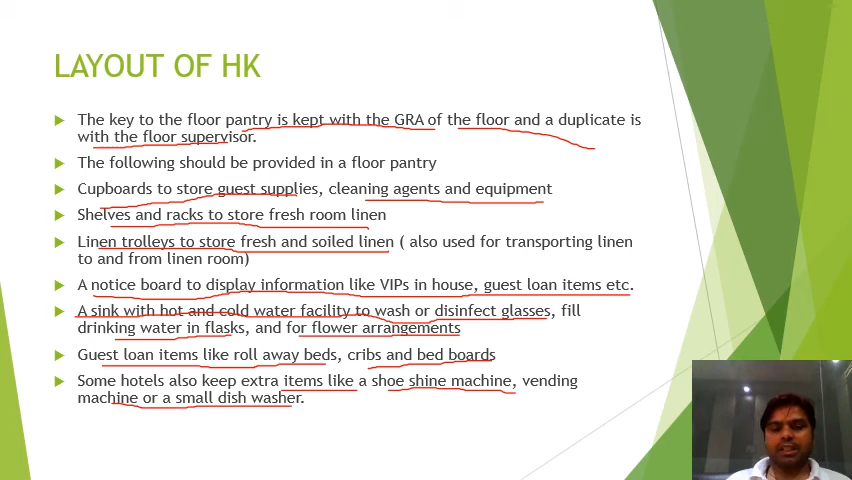 LAYOUT OF HK
The key to the floor pantry is kept with the GRA of the floor and a duplicate is
with the floor supervisor.
The following should be provided in a floor pantry
Cupboards to store guest supplies, cleaning agents and equipment
Shelves and racks to store fresh room linen
Linen trolleys to store fresh and soiled linen ( also used for transporting linen
to and from linen room)
A notice board to display information like VIPs in house, guest loan items etc.
A sink with hot and cold water facility to wash or disinfect glasses, fill
drinking water in flasks, and for flower arrangements
Guest loan items like roll away beds, cribs and bed boards
Some hotels also keep extra items like a shoe shine machine, vending
machine or a small dish washer.